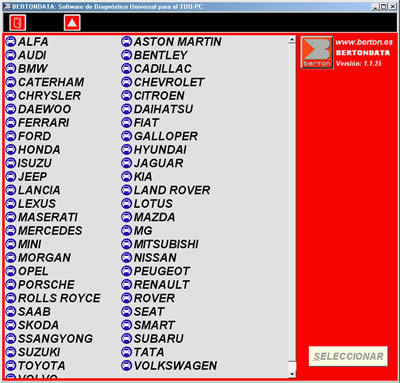 BERTONDATA: Software de Diagnóstico Universal para el TDU-PC
ALFA
AUDI
BMW
CATERHAM
CHRYSLER
DAEWOO
FERRARI
FORD
HONDA
ISUZU
JEEP
LANCIA
LEXUS
MASERATI
MERCEDES
MINI
MORGAN
OPEL
PORSCHE
ROLLS ROYCE
SAAB
SKODA
SSANGYONG
SUZUKI
TOYOTA
VOLVO
ASTON MARTIN
BENTLEY
CADILLAC
CHEVROLET
CITROEN
DAIHATSU
FIAT
GALLOPER
HYUNDAI
JAGUAR
KIA
LAND ROVER
LOTUS
MAZDA
MG
MITSUBISHI
NISSAN
PEUGEOT
RENAULT
ROVER
SEAT
SMART
SUBARU
TATA
VOLKSWAGEN
berton
www.berton.es
BERTONDATA
Versión: 1.1.25
SELECCIONAR